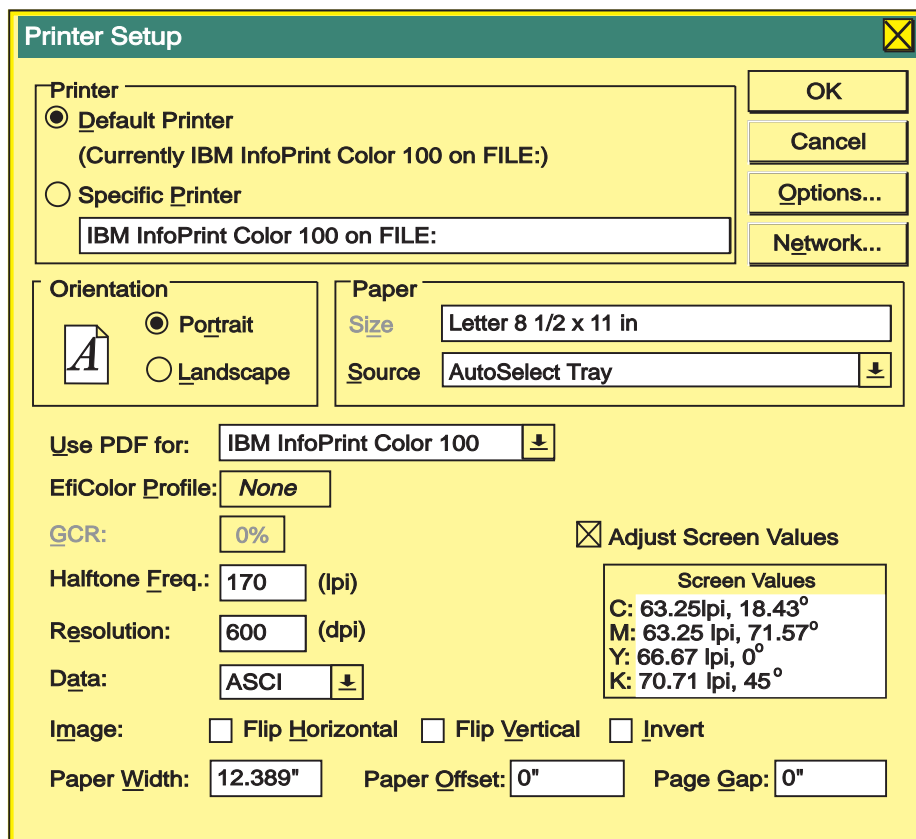 Printer Setup
Printer
Default Printer
(Currently IBM InfoPrint Color 100 on FILE:)
Specific Printer
IBM InfoPrint Color 100 on FILE:
OK
Cancel
Options...
Network...
Orientation
A
Portrait
Landscape
Paper
Size Letter 8 1/2 x 11 in
Source AutoSelect Tray
Use PDF for: IBM InfoPrint Color 100
EfiColor Profile: None
GCR: 0%
Adjust Screen Values
Halftone Freq.: 170 (lpi)
Resolution: 600 (dpi)
Data: ASCI
Screen Values
C: 63.25lpi, 18.43°
M: 63.25 lpi, 71.57°
Y: 66.67 lpi, 0°
K: 70.71 lpi, 45°
Image: Flip Horizontal Flip Vertical Invert
Paper Width: 12.389" Paper Offset: 0" Page Gap: 0"